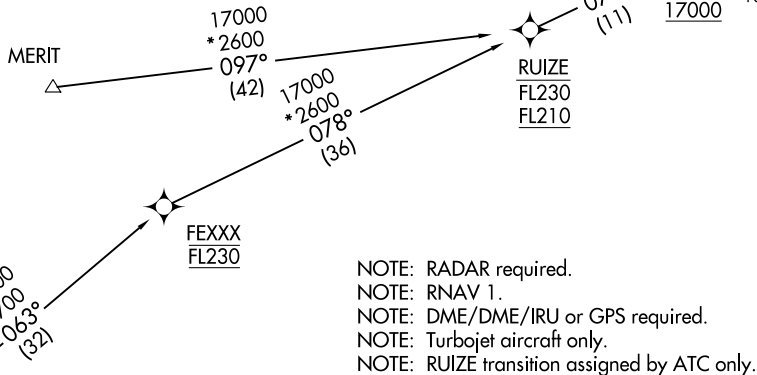 17000
*2600
097°
(42)
MERIT
17000
*2600
078°
(36)
RUIZE
FL230
FL210
(11)
17000
FEXXX
FL230
063°
(32)
NOTE: RADAR required.
NOTE: RNAV 1.
NOTE: DME/DME/IRU or GPS required.
NOTE: Turbojet aircraft only.
NOTE: RUIZE transition assigned by ATC only.